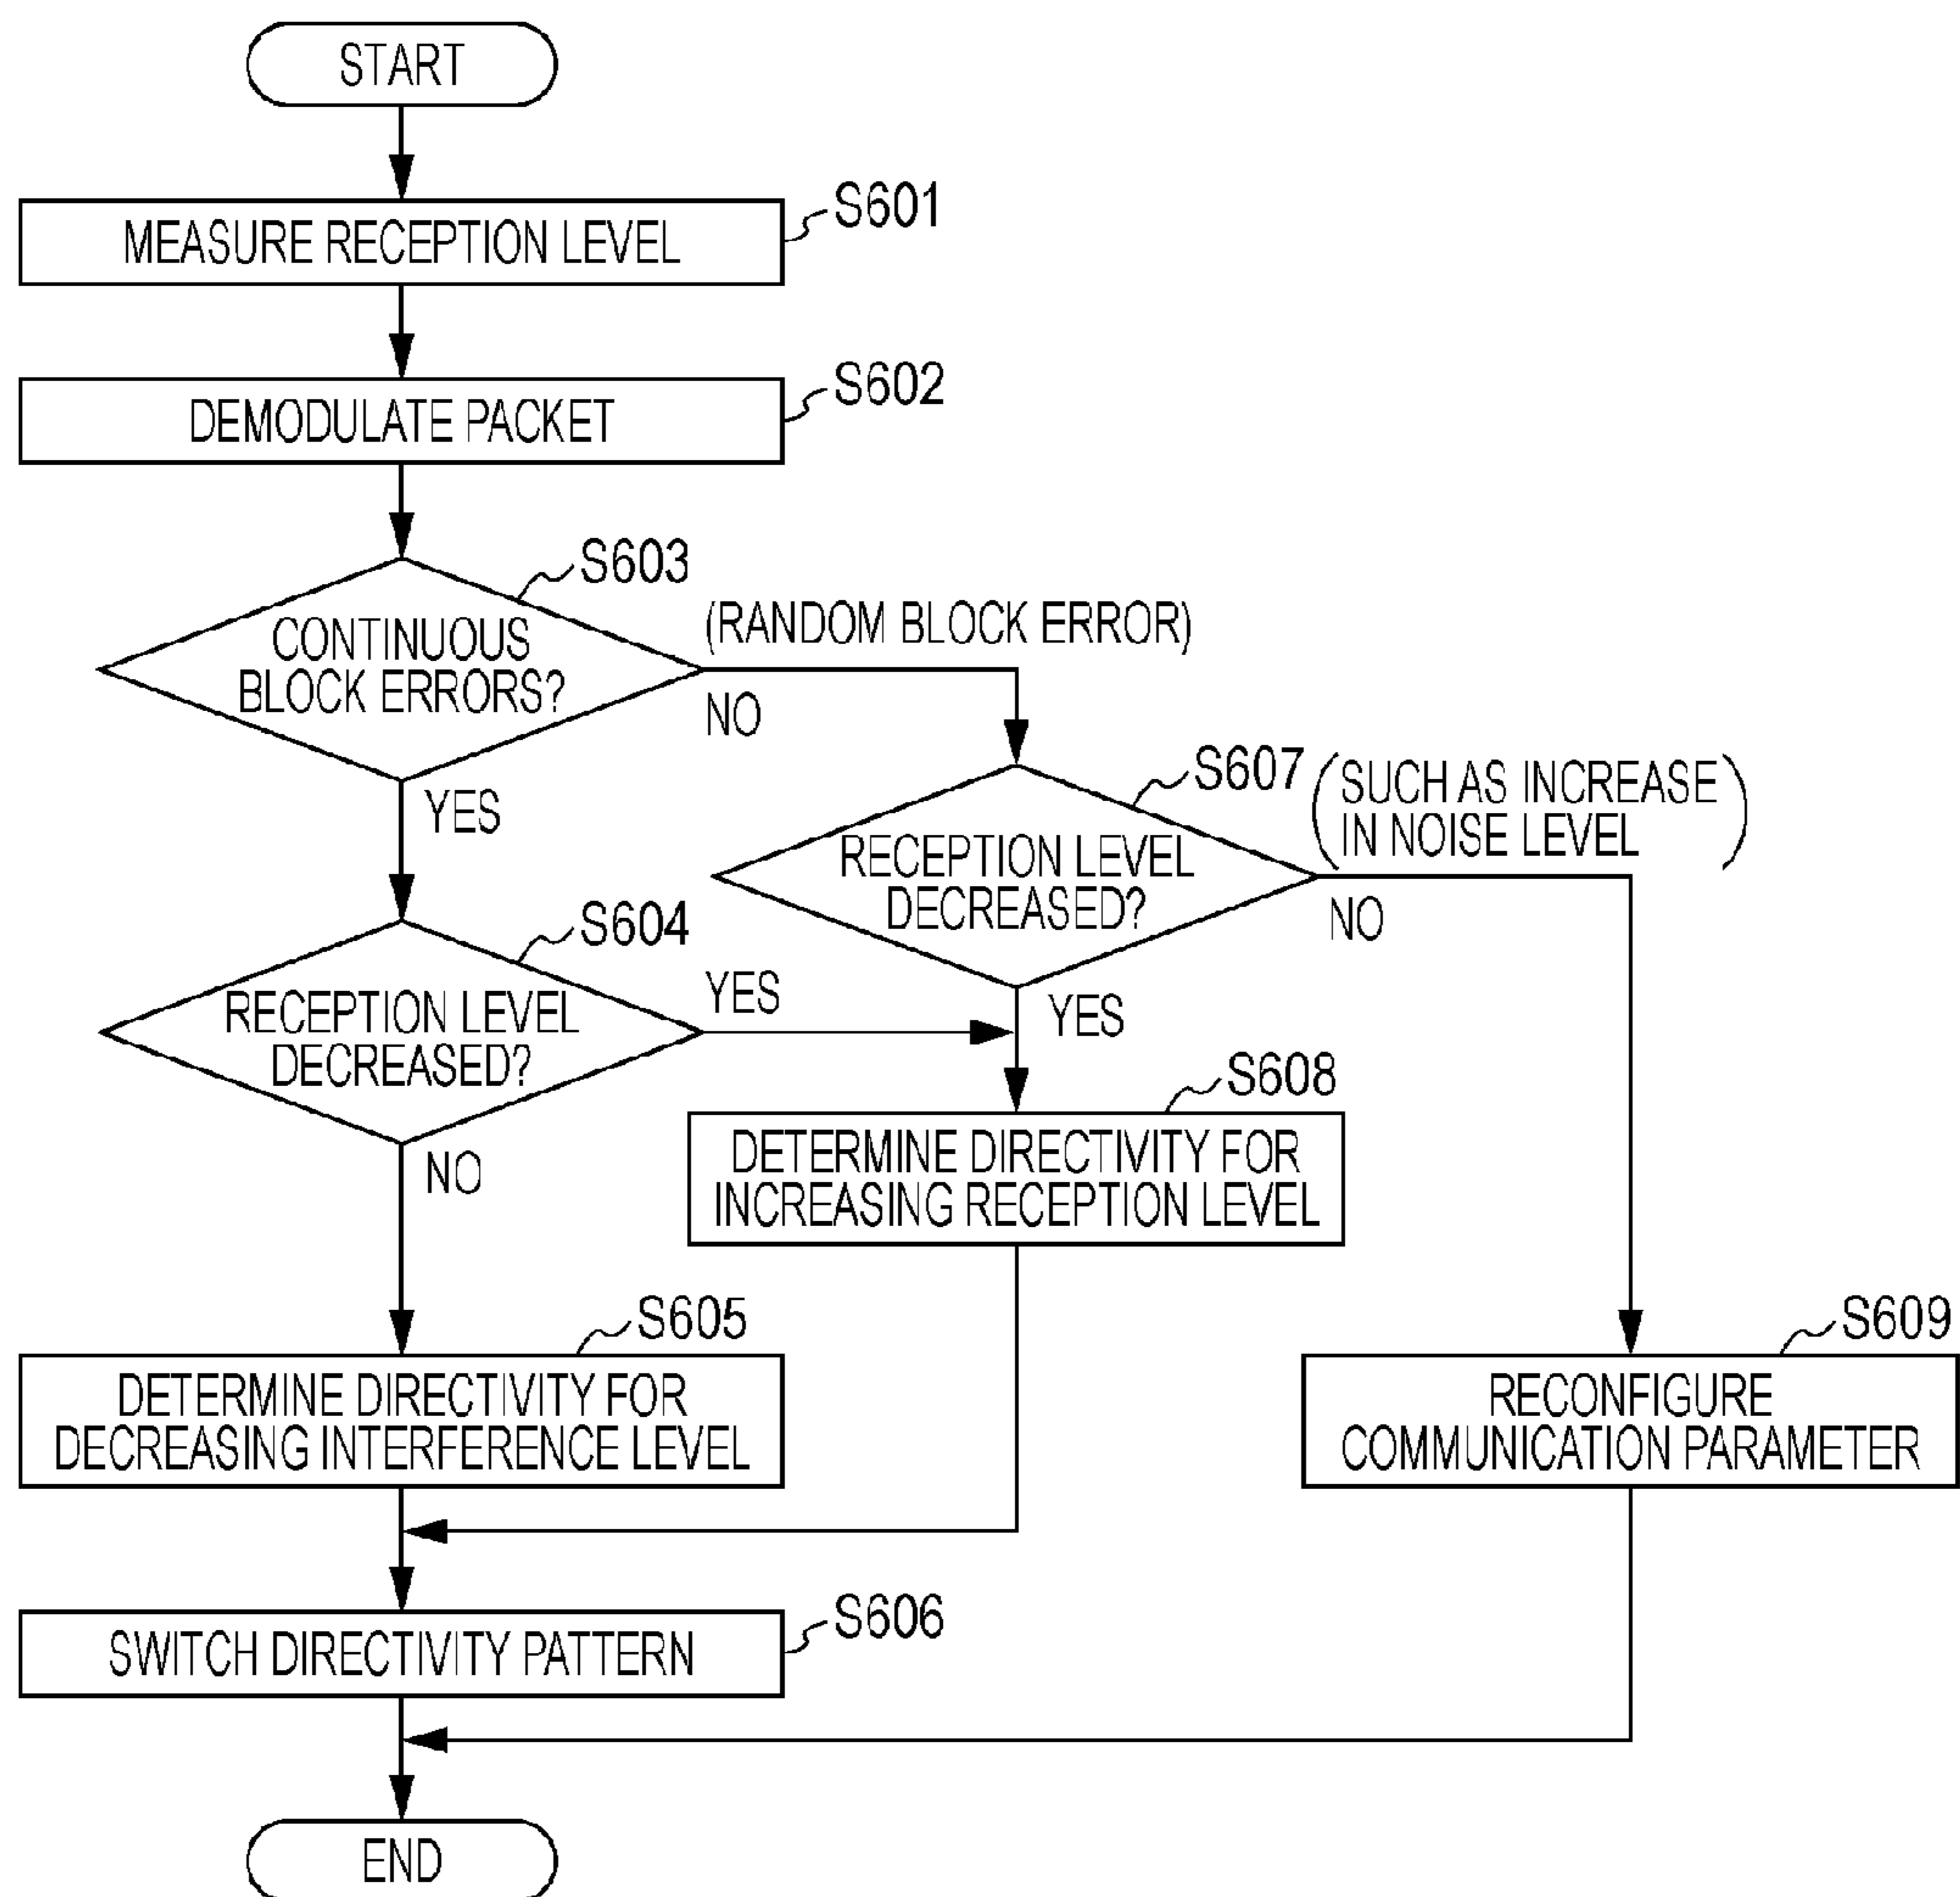 START
MEASURE RECEPTION LEVEL
S601
DEMODULATE PACKET
S602
S603
CONTINUOUS
BLOCK ERRORS?
(RANDOM BLOCK ERROR)
NO
YES
S607
(SUCH AS INCREASE
IN NOISE LEVEL)
RECEPTION LEVEL
DECREASED?
NO
YES
S604
RECEPTION LEVEL
DECREASED?
YES
NO
S608
DETERMINE DIRECTIVITY FOR
INCREASING RECEPTION LEVEL
S605
DETERMINE DIRECTIVITY FOR
DECREASING INTERFERENCE LEVEL
S609
RECONFIGURE
COMMUNICATION PARAMETER
SWITCH DIRECTIVITY PATTERN
S606
END